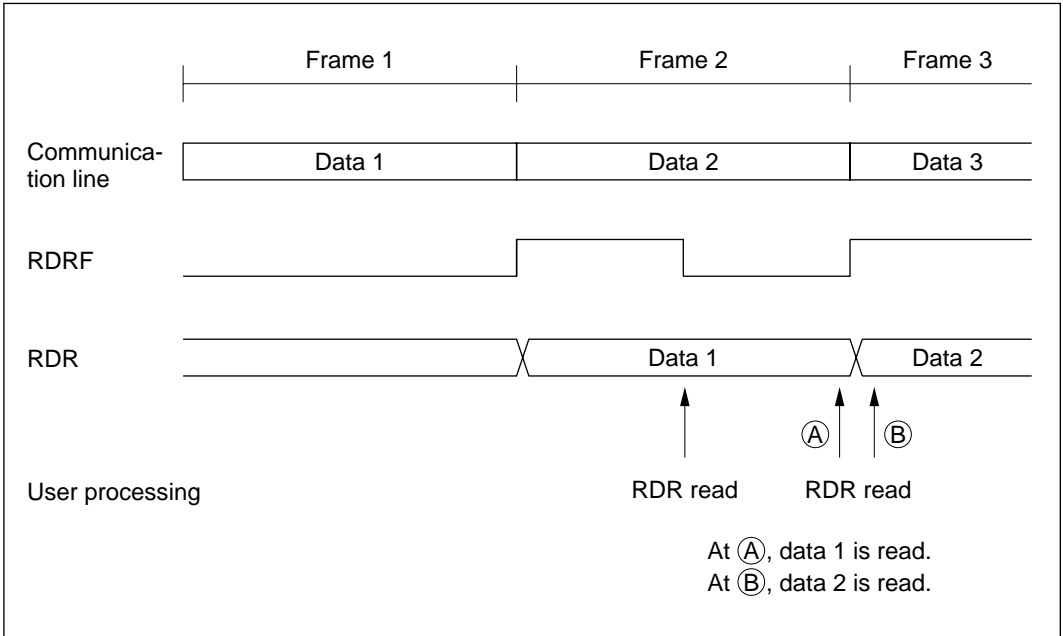 Frame 1 Frame 2 Frame 3
Communica-
tion line
Data 1 Data 2 Data 3
RDRF
RDR
Data 1 Data 2
A B
User processing
RDR read RDR read
At A, data 1 is read.
At B, data 2 is read.